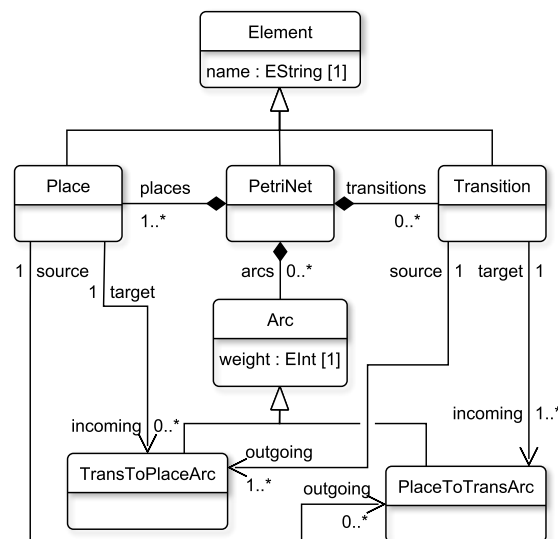 Element
name : EString [1]
Place
places
PetriNet
transitions
Transition
1..*
0..*
1 source
arcs 0..*
source 1
target 1
1 target
Arc
weight : EInt [1]
incoming 0..*
incoming 1..*
outgoing
TransToPlaceArc
1..*
outgoing
PlaceToTransArc
0..*